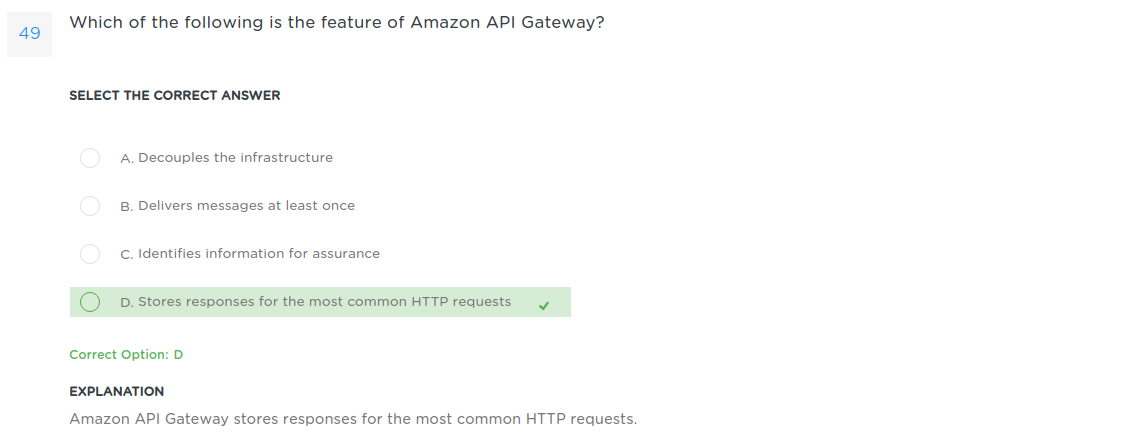 49
Which of the following is the feature of Amazon API Gateway?
SELECT THE CORRECT ANSWER
A. Decouples the infrastructure
B. Delivers messages at least once
C. Identifies information for assurance
D. Stores responses for the most common HTTP requests
Correct Option: D
EXPLANATION
Amazon API Gateway stores responses for the most common HTTP requests.